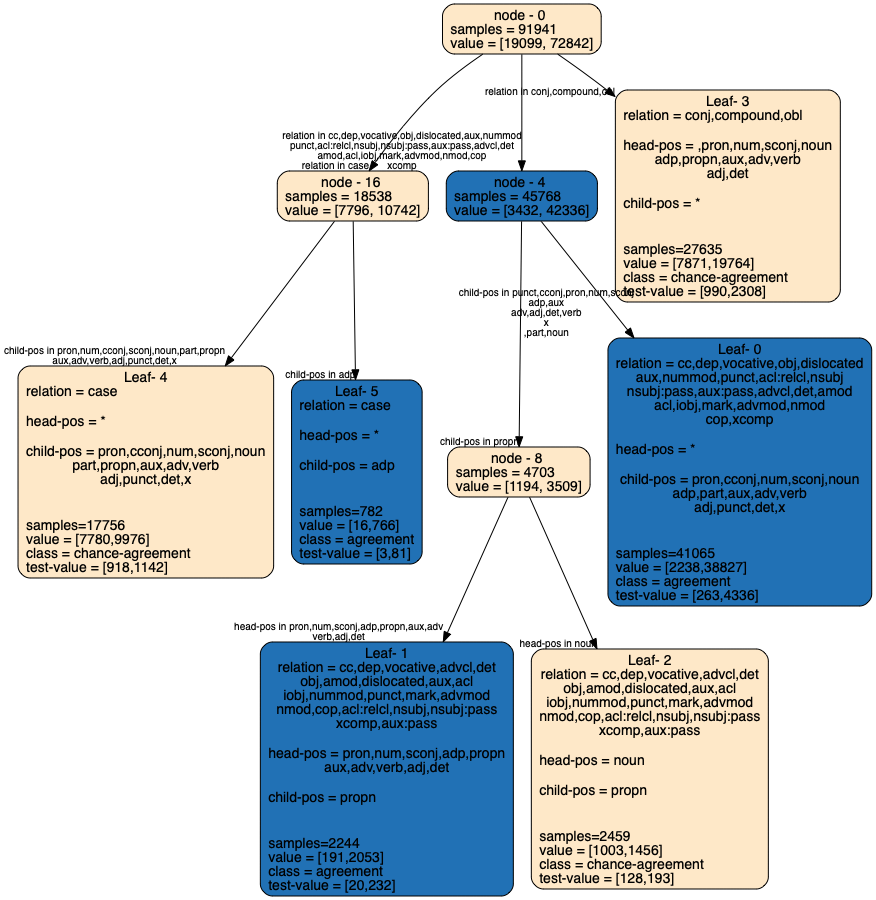 node - 0
samples = 91941
value = [19099, 72842]
relation in conj,compound,obl
relation in cc,dep,vocative,obj,dislocated,aux,nummod
punct,acl:relcl,nsubj,nsubj:pass,aux:pass,advcl,det
amod,acl,iobj,mark,advmod,nmod,cop
xcomp
relation in case
Leaf- 3
relation = conj,compound,obl
head-pos = ,pron,num,sconj,noun
adp,propn,aux,adv,verb
adj,det
child-pos = *
samples=27635
value = [7871,19764]
class = chance-agreement
test-value = [990,2308]
node - 16
samples = 18538
value = [7796, 10742]
node - 4
samples = 45768
value = [3432, 42336]
child-pos in punct,cconj,pron,num,sconj
adp,aux
adv,adj,det,verb
x
,part,noun
child-pos in pron,num,cconj,sconj,noun,part,propn
aux,adv,verb,adj,punct,det,x
child-pos in adp
Leaf- 4
relation = case
head-pos = *
child-pos = pron,cconj,num,sconj,noun
part,propn,aux,adv,verb
adj,punct,det,x
samples=17756
value = [7780,9976]
class = chance-agreement
test-value = [918,1142]
Leaf- 5
relation = case
head-pos = *
child-pos = adp
samples=782
value = [16,766]
class = agreement
test-value = [3,81]
Leaf- 0
relation = cc,dep,vocative,obj,dislocated
aux,nummod,punct,acl:relcl,nsubj
nsubj:pass,aux:pass,advcl,det,amod
acl,iobj,mark,advmod,nmod
cop,xcomp
head-pos = *
child-pos = pron,cconj,num,sconj,noun
adp,part,aux,adv,verb
adj,punct,det,x
samples=41065
value = [2238,38827]
class = agreement
test-value = [263,4336]
child-pos in propn
node - 8
samples = 4703
value = [1194, 3509]
head-pos in pron,num,sconj,adp,propn,aux,adv
verb,adj,det
head-pos in noun
Leaf- 1
relation = cc,dep,vocative,advcl,det
obj,amod,dislocated,aux,acl
iobj,nummod,punct,mark,advmod
nmod,cop,acl:relcl,nsubj,nsubj:pass
xcomp,aux:pass
head-pos = pron,num,sconj,adp,propn
aux,adv,verb,adj,det
child-pos = propn
samples=2244
value = [191,2053]
class = agreement
test-value = [20,232]
Leaf- 2
relation = cc,dep,vocative,advcl,det
obj,amod,dislocated,aux,acl
iobj,nummod,punct,mark,advmod
nmod,cop,acl:relcl,nsubj,nsubj:pass
xcomp,aux:pass
head-pos = noun
child-pos = propn
samples=2459
value = [1003,1456]
class = chance-agreement
test-value = [128,193]